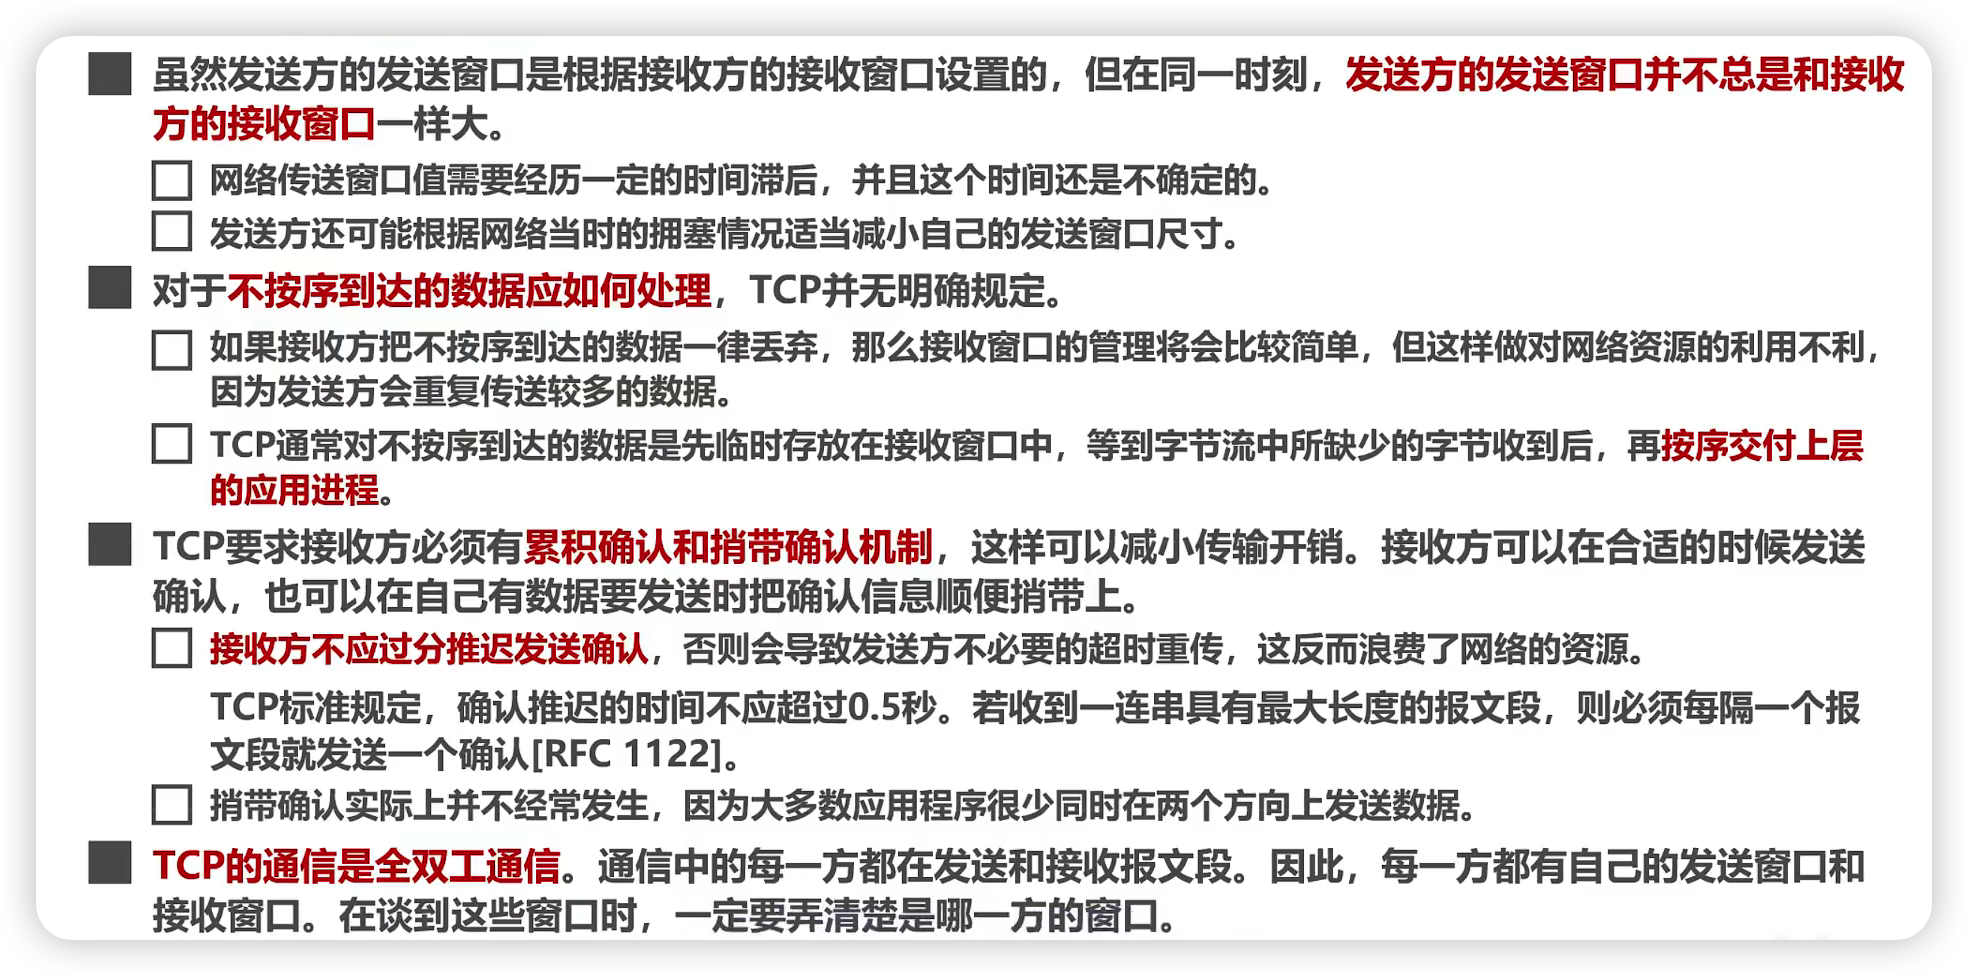 虽然发送方的发送窗口是根据接收方的接收窗口设置的，但在同一时刻，发送方的发送窗口并不总是和接收
方的接收窗口一样大。
网络传送窗口值需要经历一定的时间滞后，并且这个时间还是不确定的。
发送方还可能根据网络当时的拥塞情况适当减小自己的发送窗口尺寸。
对于不按序到达的数据应如何处理，TCP并无明确规定。
如果接收方把不按序到达的数据一律丢弃，那么接收窗口的管理将会比较简单，但这样做对网络资源的利用不利，
因为发送方会重复传送较多的数据。
TCP通常对不按序到达的数据是先临时存放在接收窗口中，等到字节流中所缺少的字节收到后，再按序交付上层
的应用进程。
TCP要求接收方必须有累积确认和捎带确认机制，这样可以减小传输开销。接收方可以在合适的时候发送
确认，也可以在自己有数据要发送时把确认信息顺便捎带上。
接收方不应过分推迟发送确认，否则会导致发送方不必要的超时重传，这反而浪费了网络的资源。
TCP标准规定，确认推迟的时间不应超过0.5秒。若收到一连串具有最大长度的报文段，则必须每隔一个报
文段就发送一个确认[RFC 1122]。
捎带确认实际上并不经常发生，因为大多数应用程序很少同时在两个方向上发送数据。
TCP的通信是全双工通信。通信中的每一方都在发送和接收报文段。因此，每一方都有自己的发送窗口和
接收窗口。在谈到这些窗口时，一定要弄清楚是哪一方的窗口。